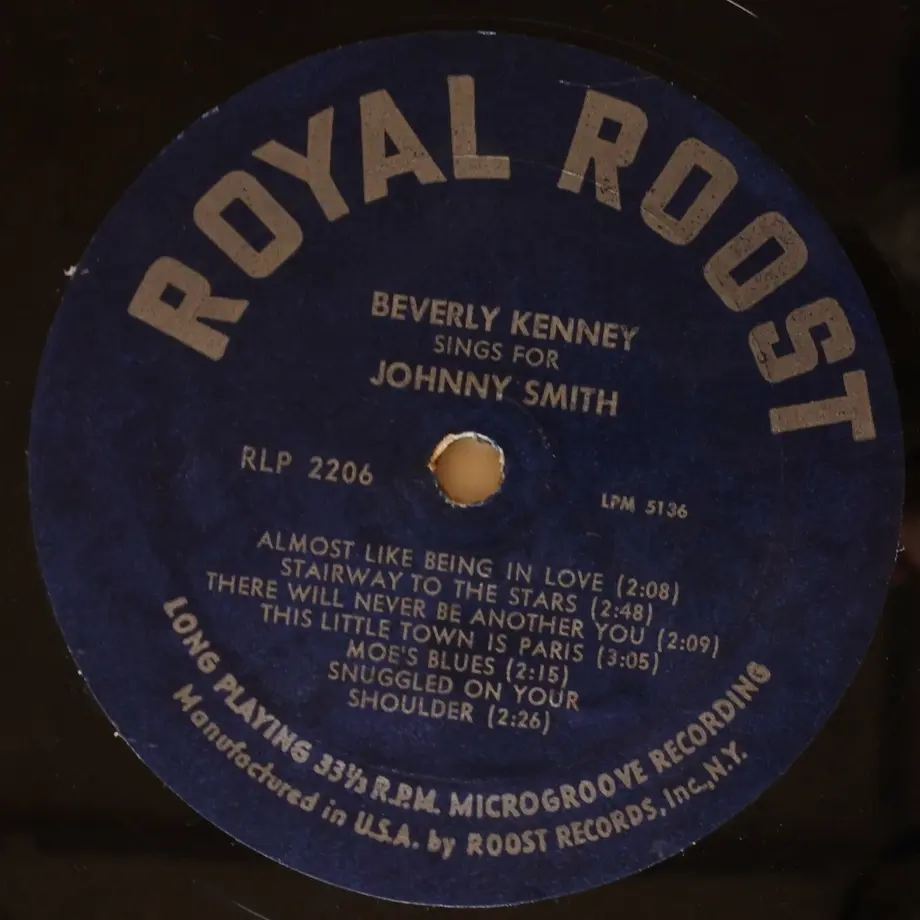 ROYAL ROOST
BEVERLY KENNEY
SINGS FOR
JOHNNY SMITH
RLP 2206
LPM 5136
ALMOST LIKE BEING IN LOVE (2:08)
STAIRWAY TO THE STARS (2:48)
THERE WILL NEVER BE ANOTHER YOU (2:09)
THIS LITTLE TOWN IS PARIS (3:05)
MOE'S BLUES (2:15)
SNUGGLED ON YOUR
SHOULDER (2:26)
LONG PLAYING 33⅓ R.P.M. MICROGROOVE RECORDING
Manufactured in U.S.A. by ROOST RECORDS, Inc., N.Y.